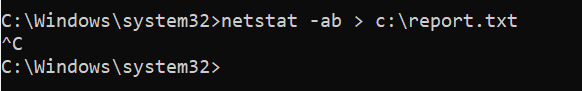 C:\Windows\system32>netstat -ab > c:\report.txt
^C
C:\Windows\system32>